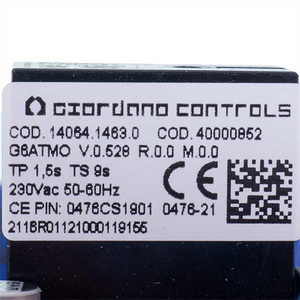 GIORDANO CONTROLS
COD. 14064.1463.0 COD. 40000952
G6ATMO V.0.528 R.0.0 M.0.0
TP 1,5s TS 9s
230Vac 50-60Hz
CE PIN: 0476CS1901 0476-21
2116R01121000119155